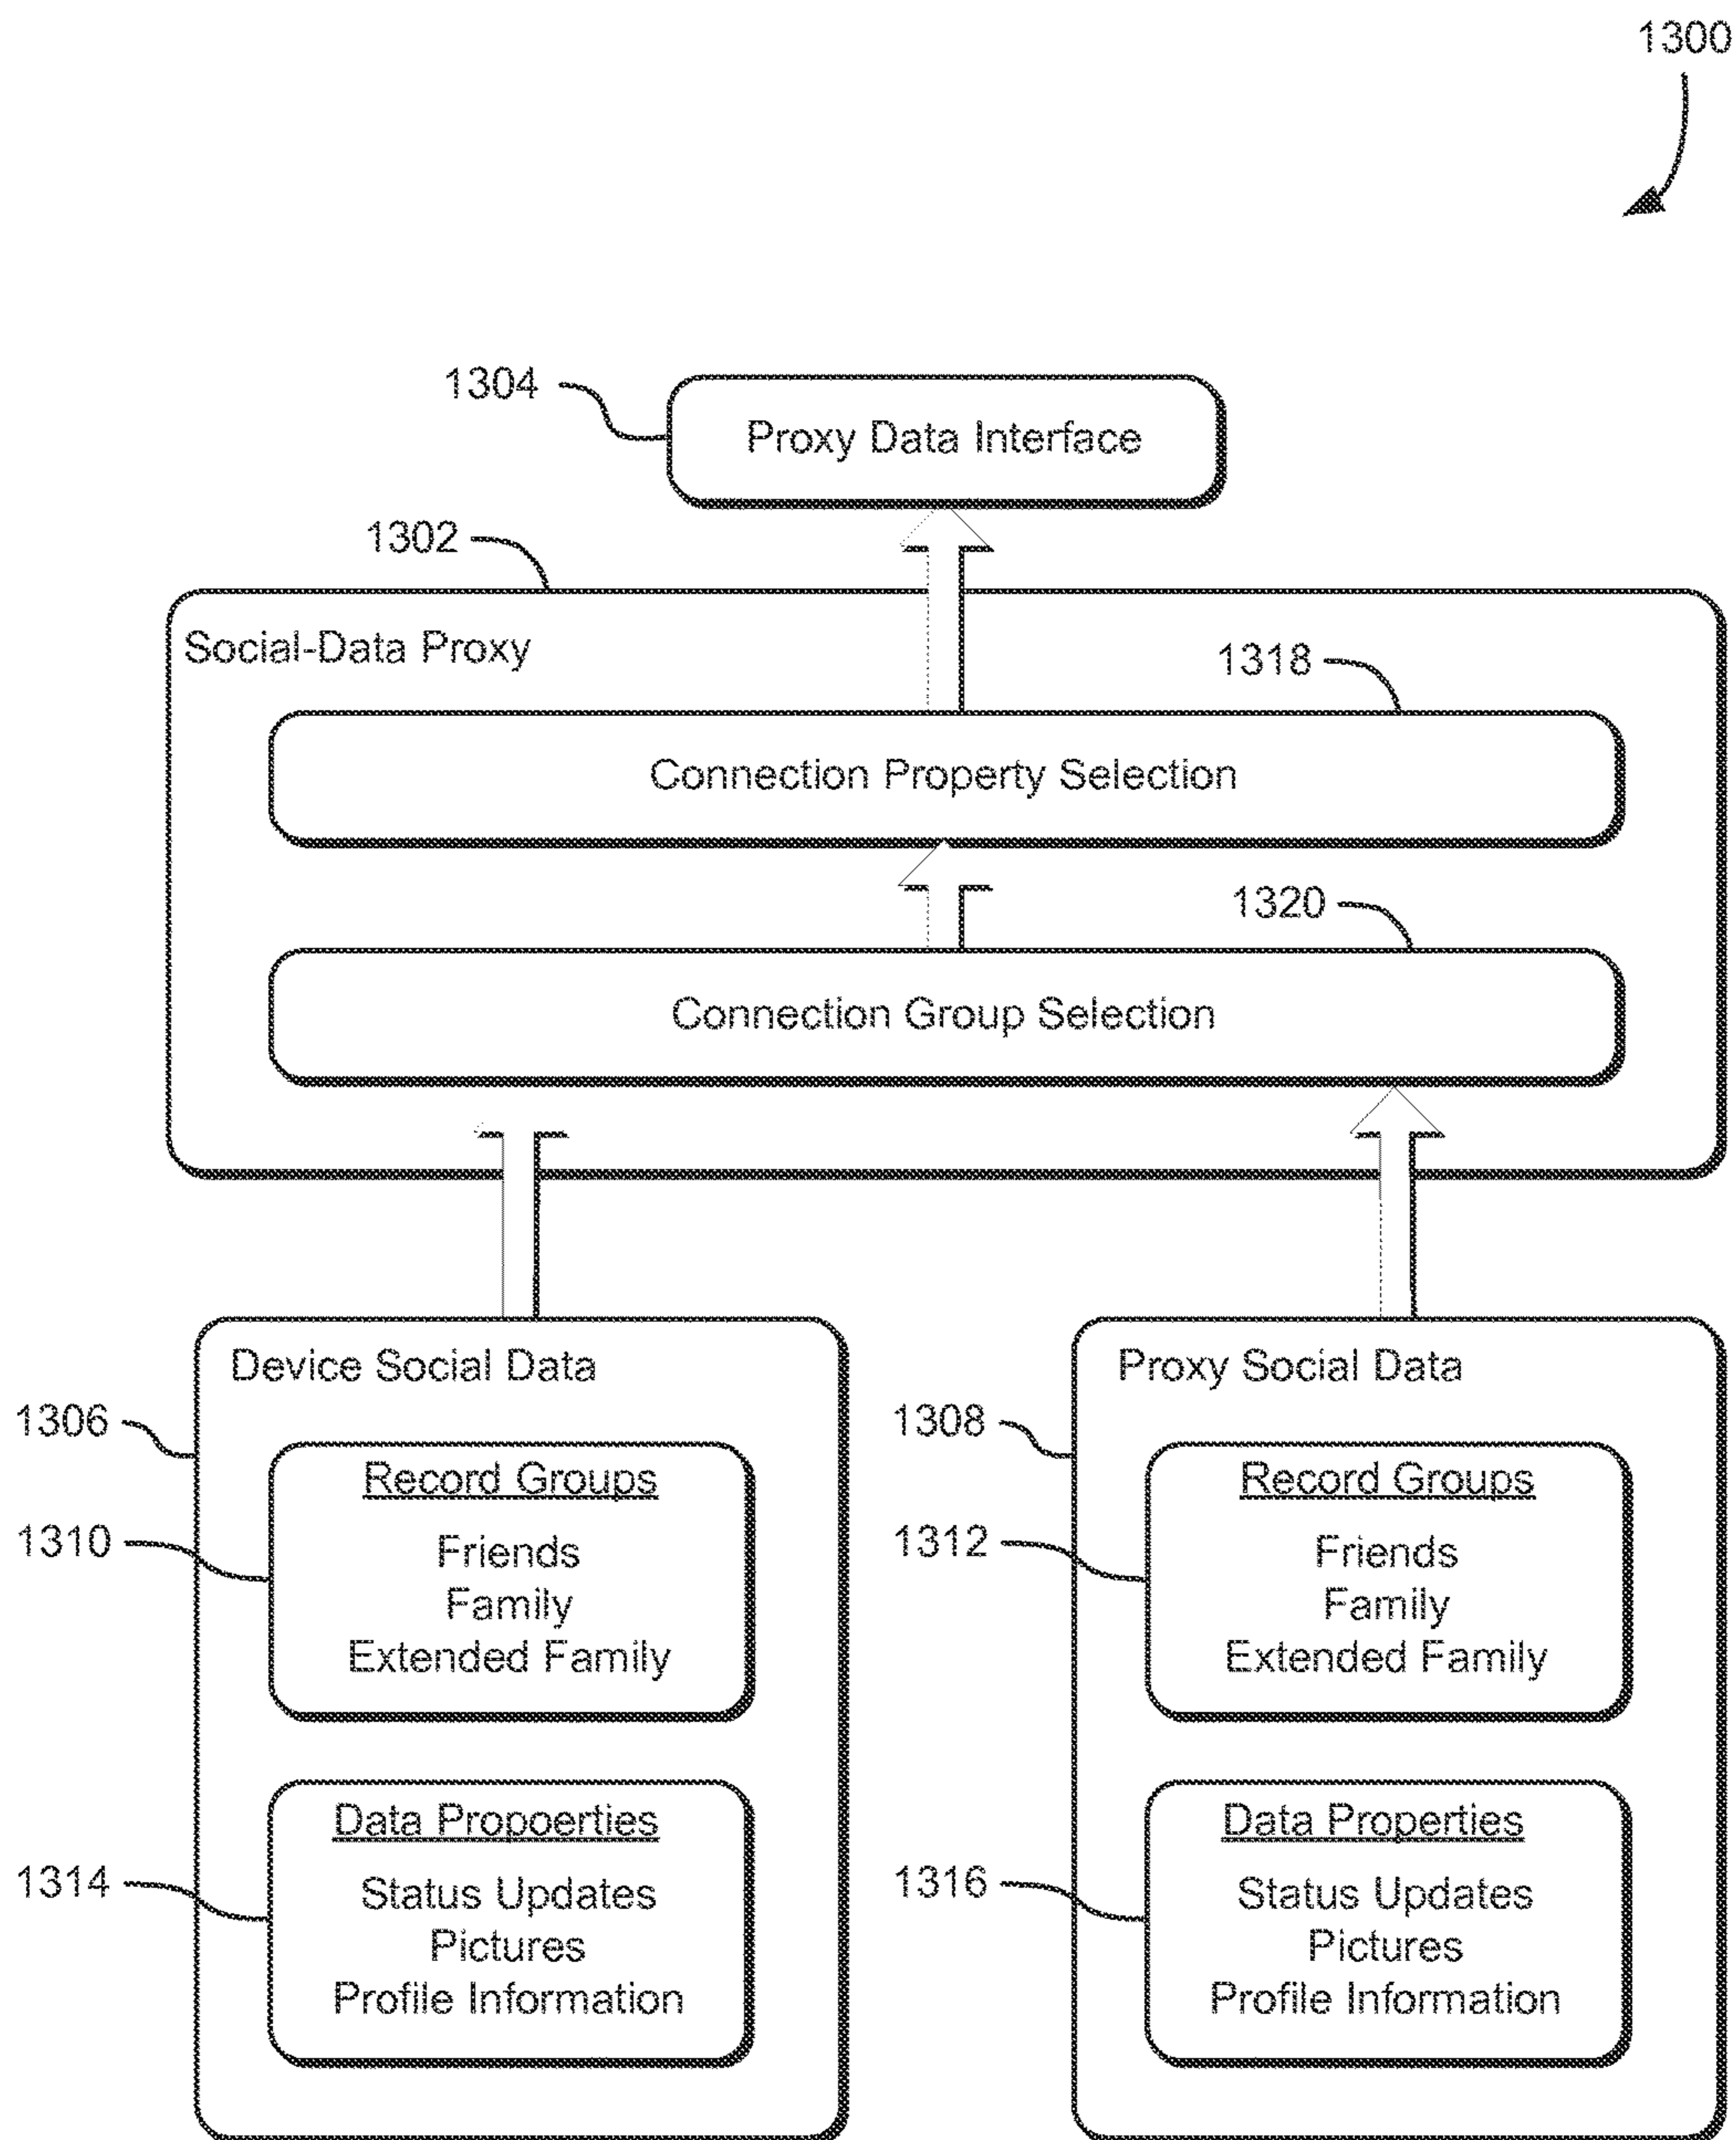 1300
1304
Proxy Data Interface
1302
Social-Data Proxy
1318
Connection Property Selection
1320
Connection Group Selection
Device Social Data
1306
Record Groups
1310
Friends
Family
Extended Family
Data Propoerties
1314
Status Updates
Pictures
Profile Information
Proxy Social Data
1308
Record Groups
1312
Friends
Family
Extended Family
Data Properties
1316
Status Updates
Pictures
Profile Information